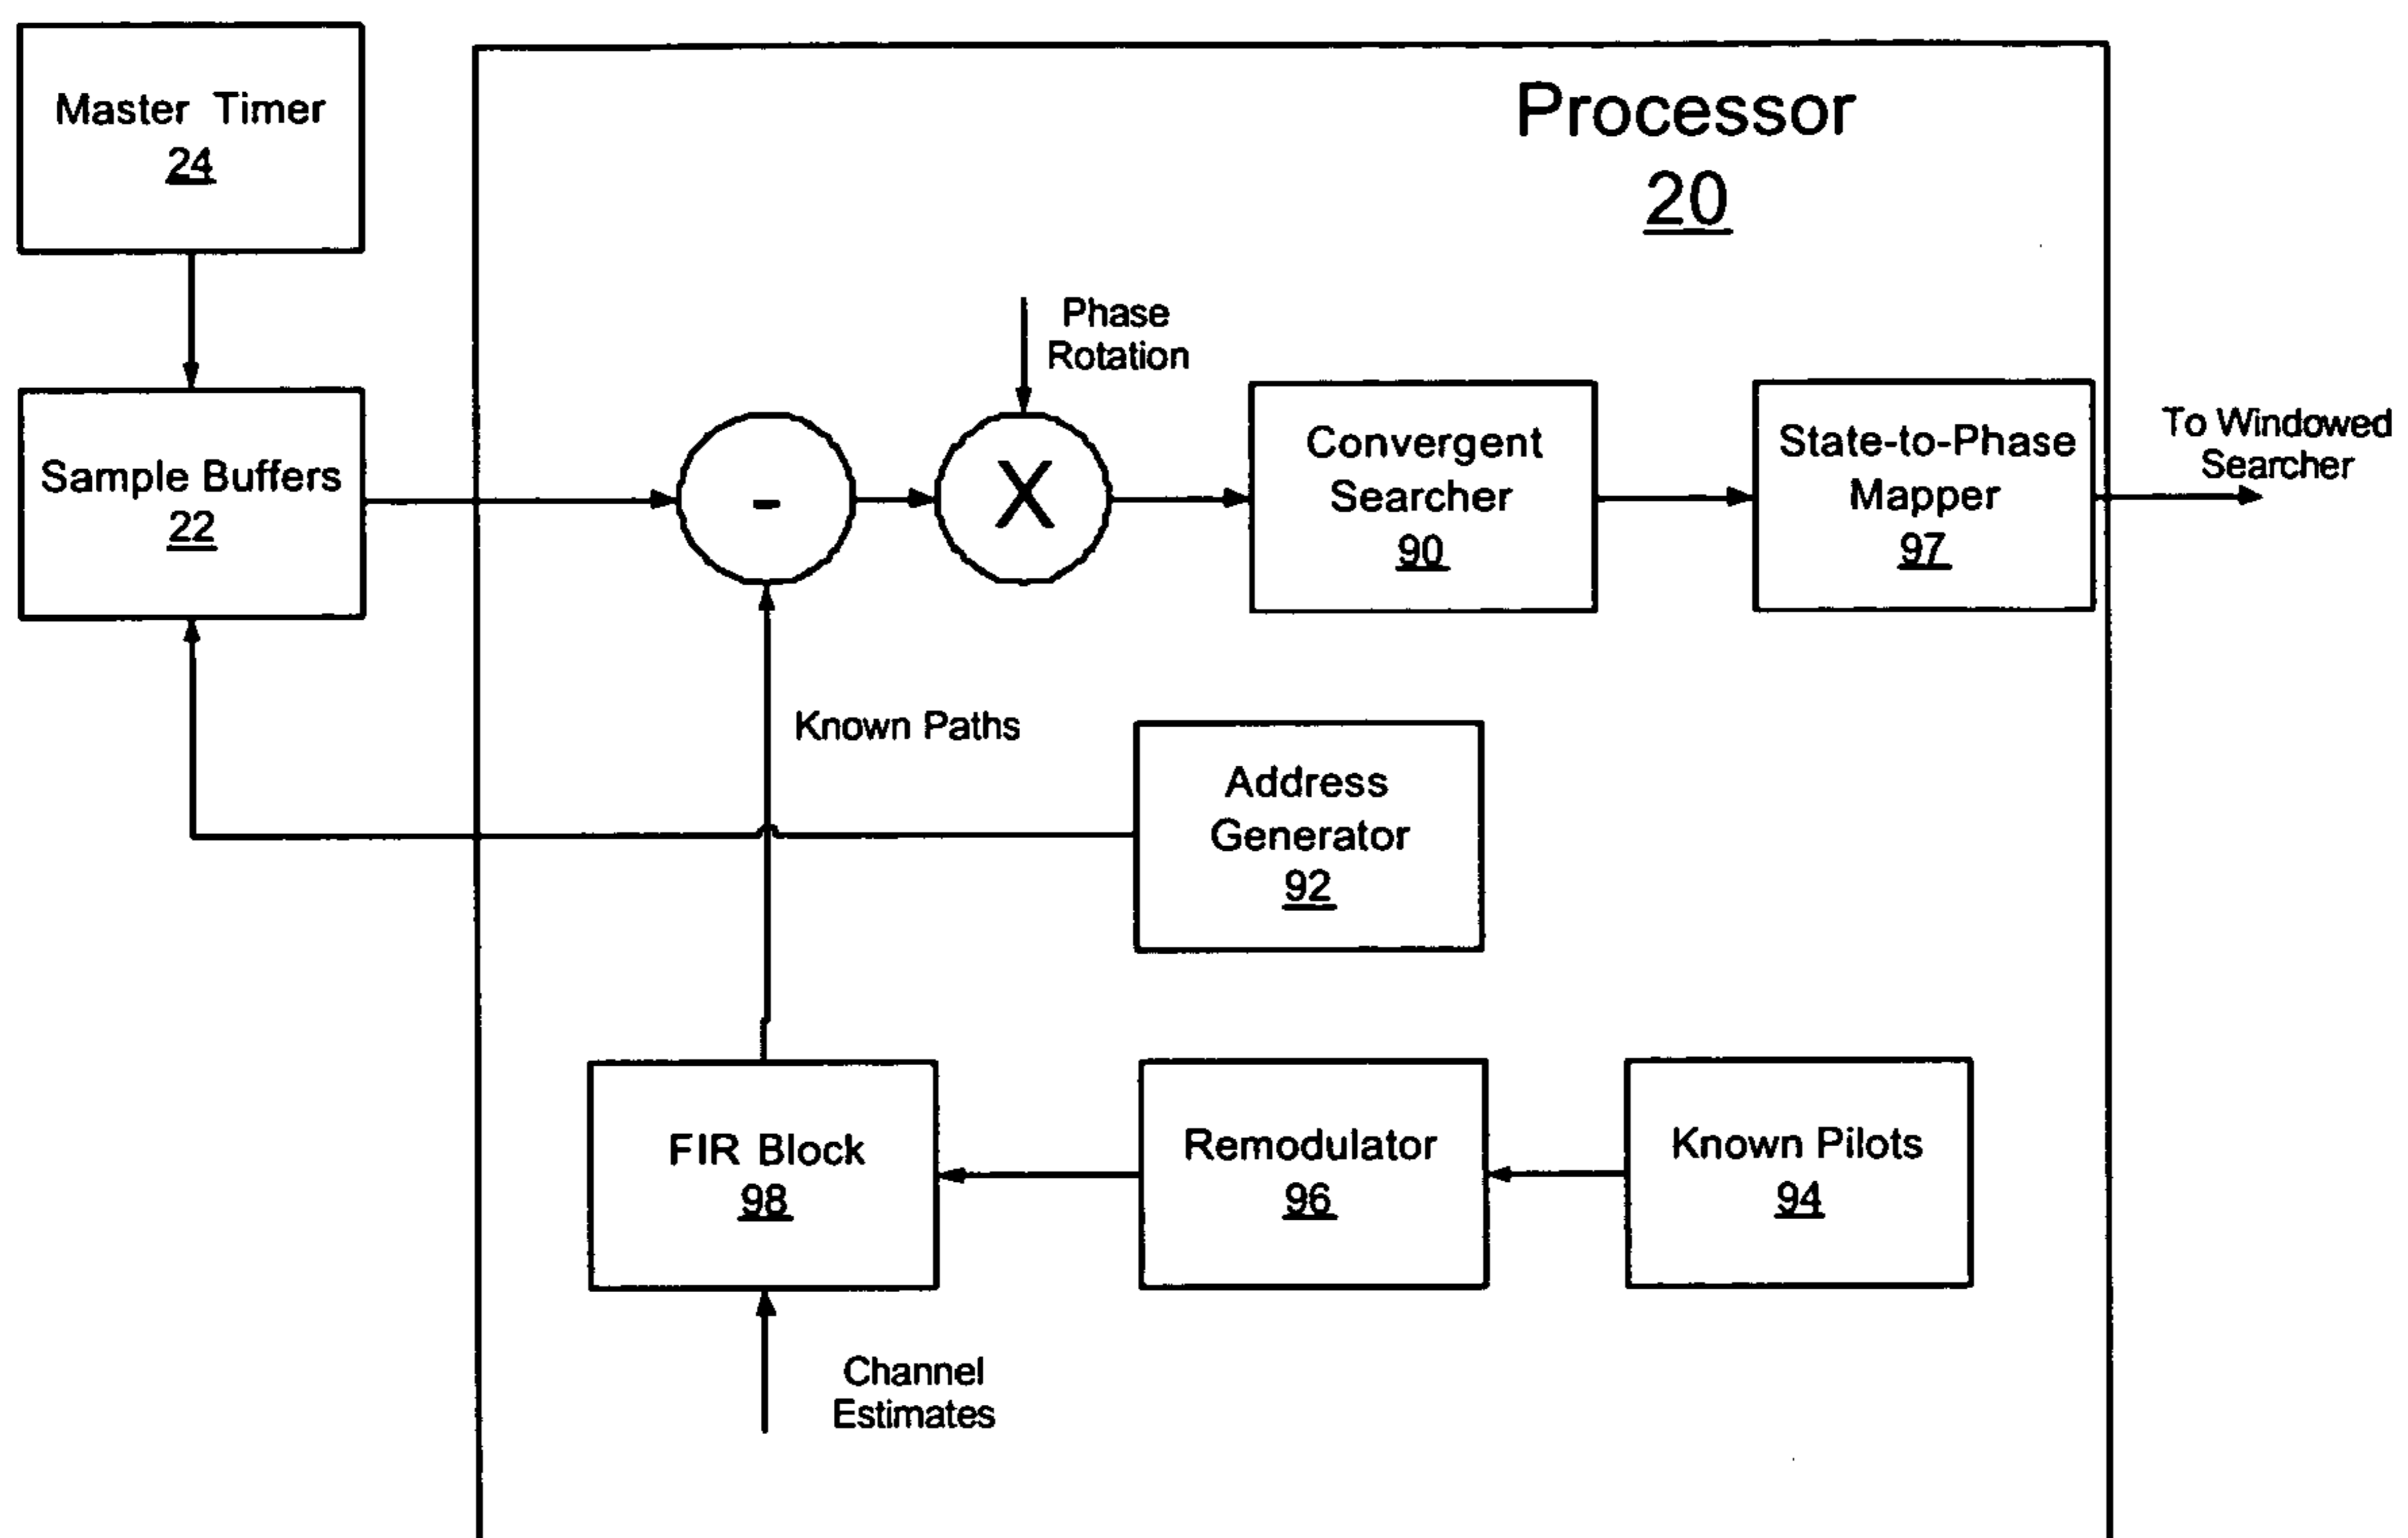 Master Timer
24
Processor
20
Phase
Rotation
Sample Buffers
22
-
X
Convergent
Searcher
90
State-to-Phase
Mapper
97
To Windowed
Searcher
Known Paths
Address
Generator
92
FIR Block
98
Remodulator
96
Known Pilots
94
Channel
Estimates